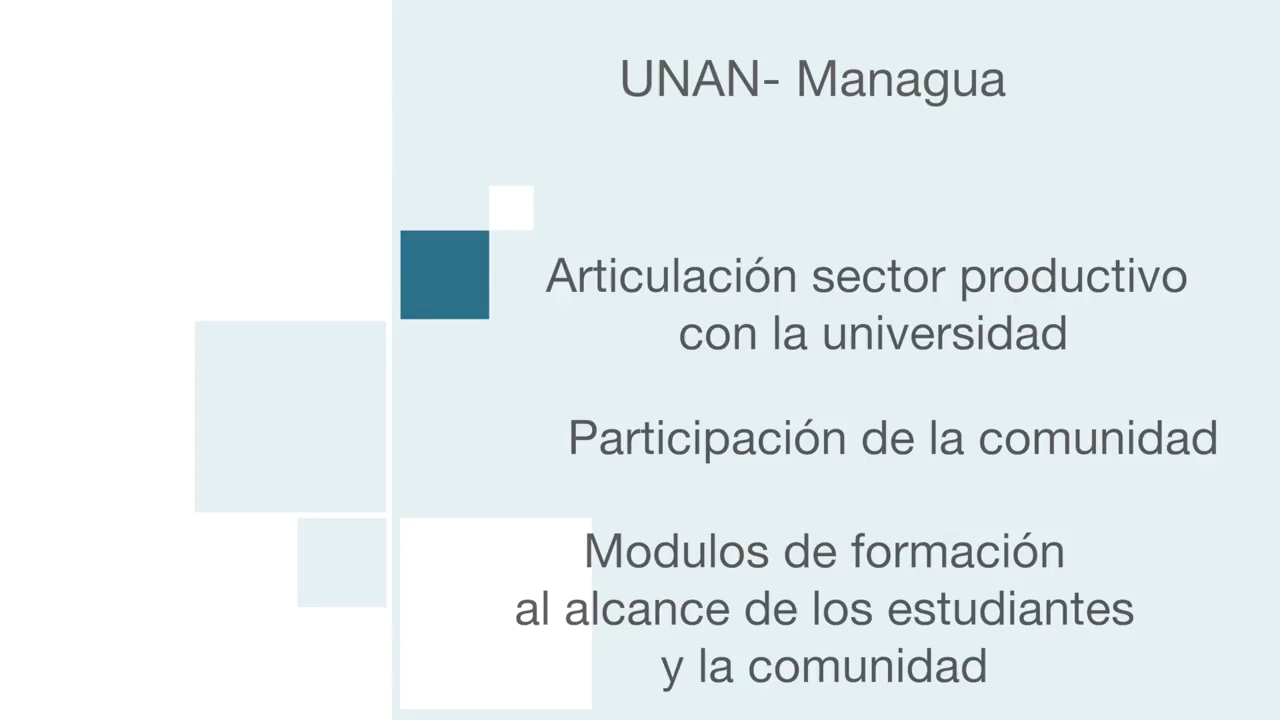 UNAN- Managua
Articulación sector productivo
con la universidad
Participación de la comunidad
Modulos de formación
al alcance de los estudiantes
y la comunidad